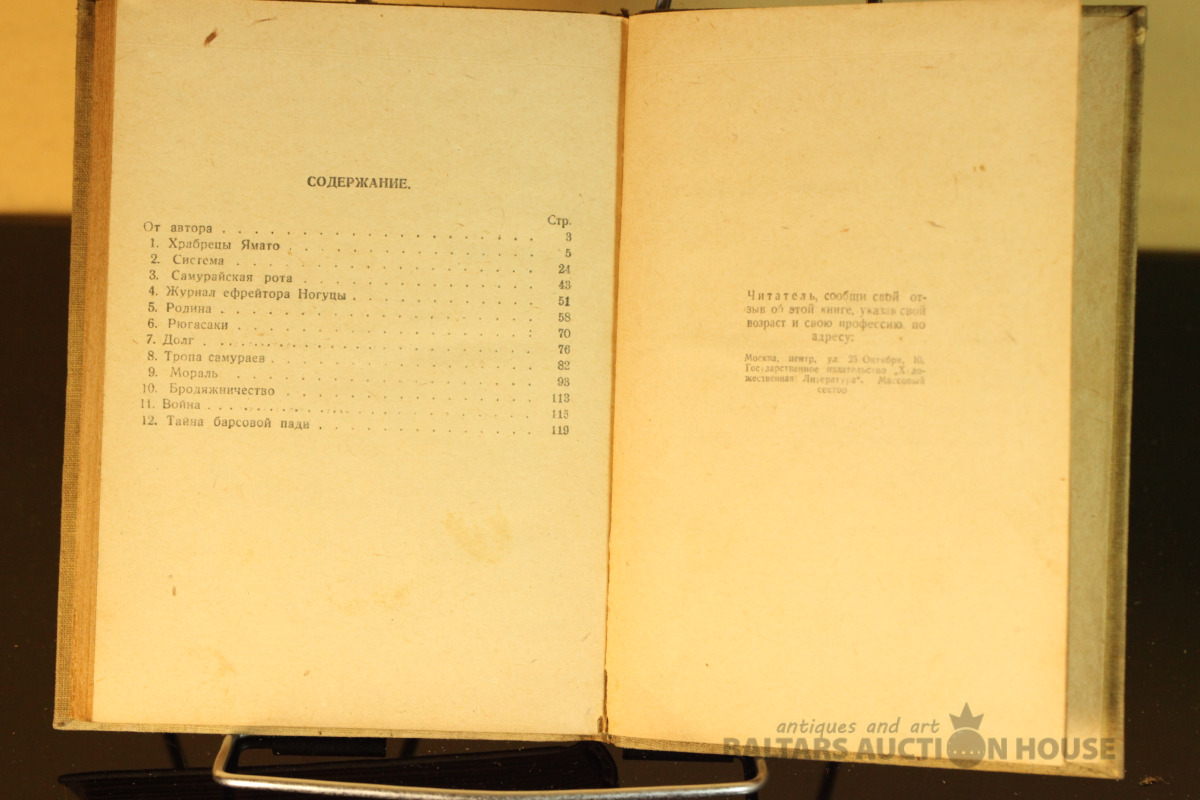 СОДЕРЖАНИЕ.
Стр.
От автора . . . . . . . . . . . . . . . . . . . . 3
1. Храбрецы Ямато . . . . . . . . . . . . . . . . 5
2. Система . . . . . . . . . . . . . . . . . . . . 24
3. Самурайская рота . . . . . . . . . . . . . . . 43
4. Журнал ефрейтора Ногуцы . . . . . . . . . . . 51
5. Родина . . . . . . . . . . . . . . . . . . . . 58
6. Рюгасаки . . . . . . . . . . . . . . . . . . . 70
7. Долг . . . . . . . . . . . . . . . . . . . . . 76
8. Тропа самураев . . . . . . . . . . . . . . . . 82
9. Мораль . . . . . . . . . . . . . . . . . . . . 93
10. Бродяжничество . . . . . . . . . . . . . . . 113
11. Война . . . . . . . . . . . . . . . . . . . . 115
12. Тайна барсовой пади . . . . . . . . . . . . . 119
Читатель, сообщи свой от-
зыв об этой книге, указав свой
возраст и свою профессию по
адресу:
Москва, центр, ул. 25 Октября, 10.
Государственное издательство „Худо-
жественная Литература“. Массовый
сектор
antiques and art
BALTARS AUCTION HOUSE